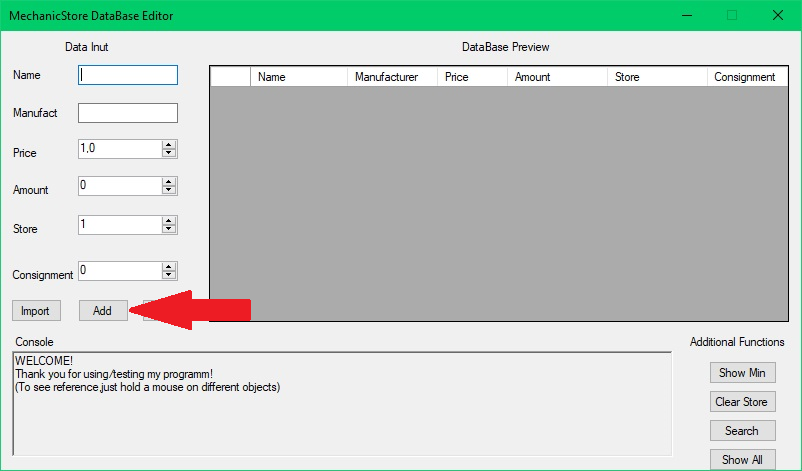 MechanicStore DataBase Editor
Data Inut
DataBase Preview
Name
Manufact
Price 1,0
Amount 0
Store 1
Consignment 0
Name Manufacturer Price Amount Store Consignment
Import Add
Console
WELCOME!
Thank you for using/testing my programm!
(To see reference,just hold a mouse on different objects)
Additional Functions
Show Min
Clear Store
Search
Show All